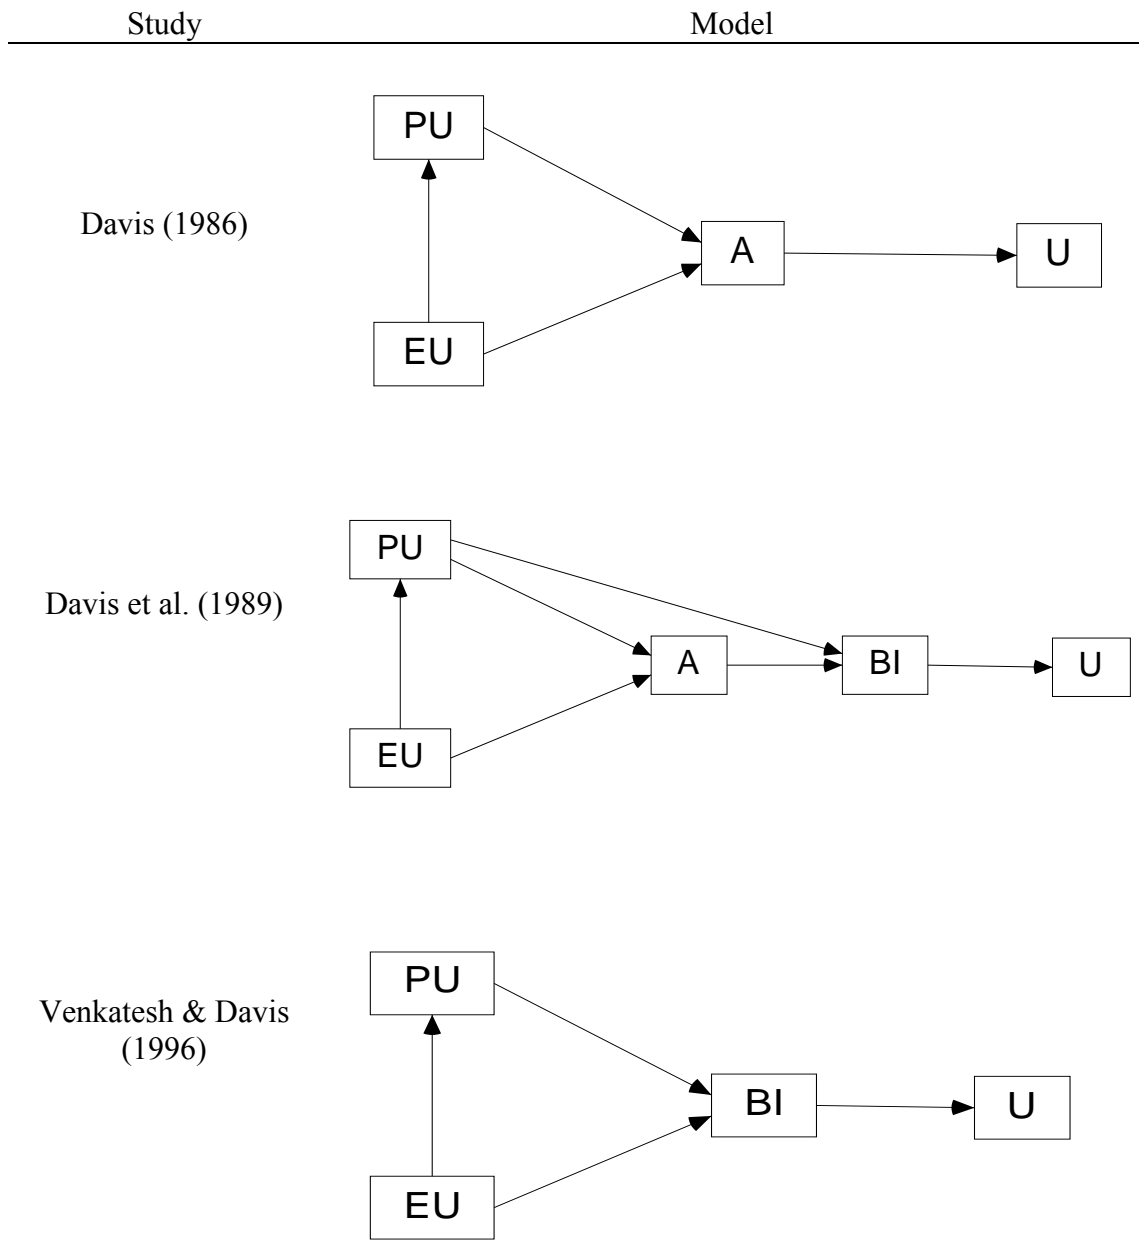 Study Model
PU
Davis (1986)
A
U
EU
PU
Davis et al. (1989)
A
BI
U
EU
PU
Venkatesh & Davis
(1996)
BI
U
EU